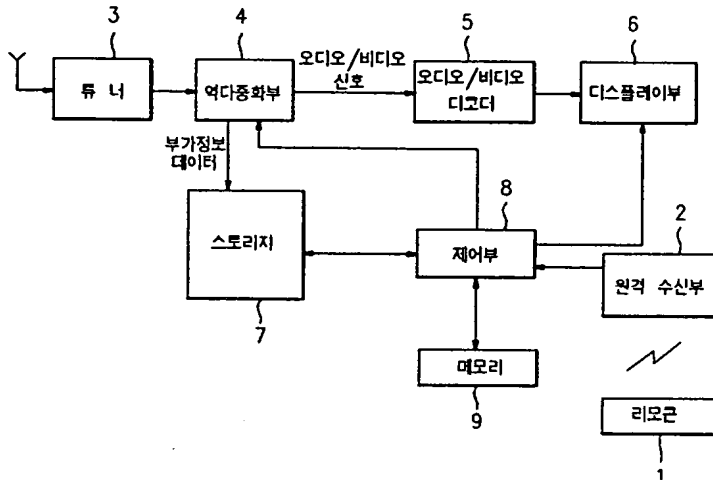 3
4
5
6
튜 너
역다중화부
오디오/비디오
신호
오디오/비디오
디코더
디스플레이부
부가정보
데이터
8
2
스토리지
제어부
원격 수신부
7
메모리
9
리모콘
1